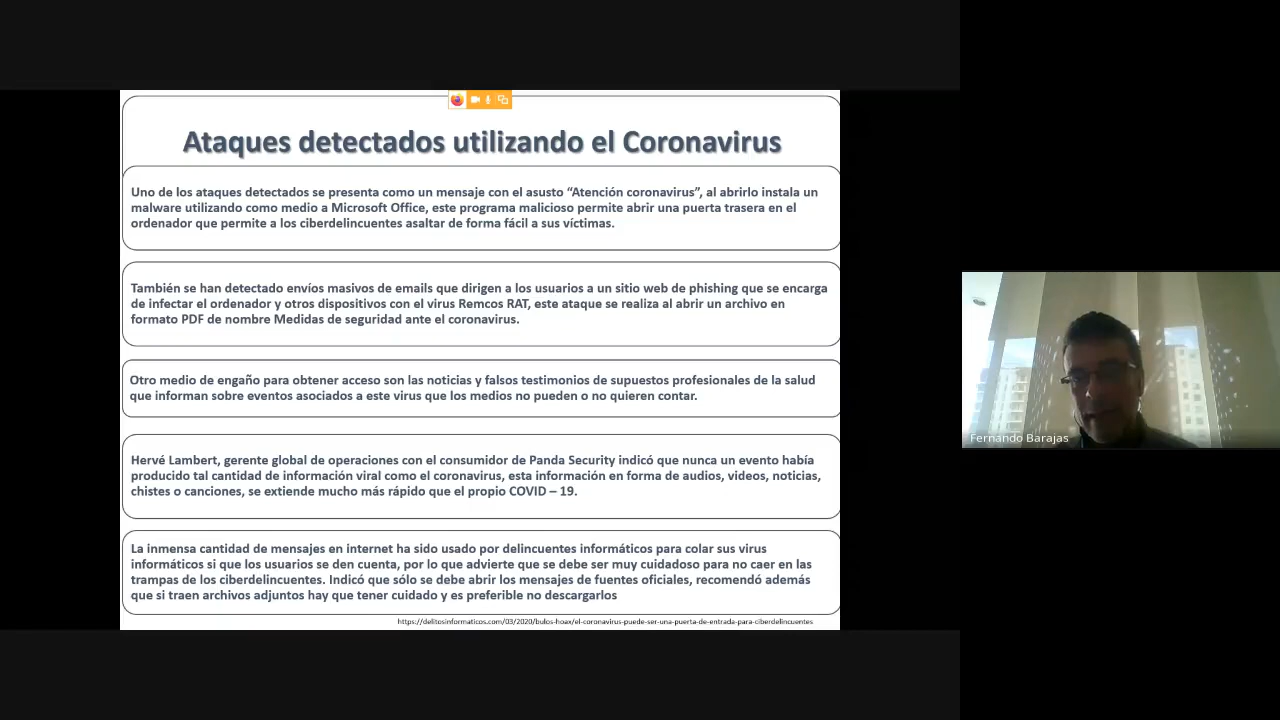 Ataques detectados utilizando el Coronavirus
Uno de los ataques detectados se presenta como un mensaje con el asusto “Atención coronavirus”, al abrirlo instala un
malware utilizando como medio a Microsoft Office, este programa malicioso permite abrir una puerta trasera en el
ordenador que permite a los ciberdelincuentes asaltar de forma fácil a sus víctimas.
También se han detectado envíos masivos de emails que dirigen a los usuarios a un sitio web de phishing que se encarga
de infectar el ordenador y otros dispositivos con el virus Remcos RAT, este ataque se realiza al abrir un archivo en
formato PDF de nombre Medidas de seguridad ante el coronavirus.
Otro medio de engaño para obtener acceso son las noticias y falsos testimonios de supuestos profesionales de la salud
que informan sobre eventos asociados a este virus que los medios no pueden o no quieren contar.
Hervé Lambert, gerente global de operaciones con el consumidor de Panda Security indicó que nunca un evento había
producido tal cantidad de información viral como el coronavirus, esta información en forma de audios, videos, noticias,
chistes o canciones, se extiende mucho más rápido que el propio COVID – 19.
La inmensa cantidad de mensajes en internet ha sido usado por delincuentes informáticos para colar sus virus
informáticos si que los usuarios se den cuenta, por lo que advierte que se debe ser muy cuidadoso para no caer en las
trampas de los ciberdelincuentes. Indicó que sólo se debe abrir los mensajes de fuentes oficiales, recomendó además
que si traen archivos adjuntos hay que tener cuidado y es preferible no descargarlos
https://delitosinformaticos.com/03/2020/bulos-hoax/el-coronavirus-puede-ser-una-puerta-de-entrada-para-ciberdelincuentes
Fernando Barajas